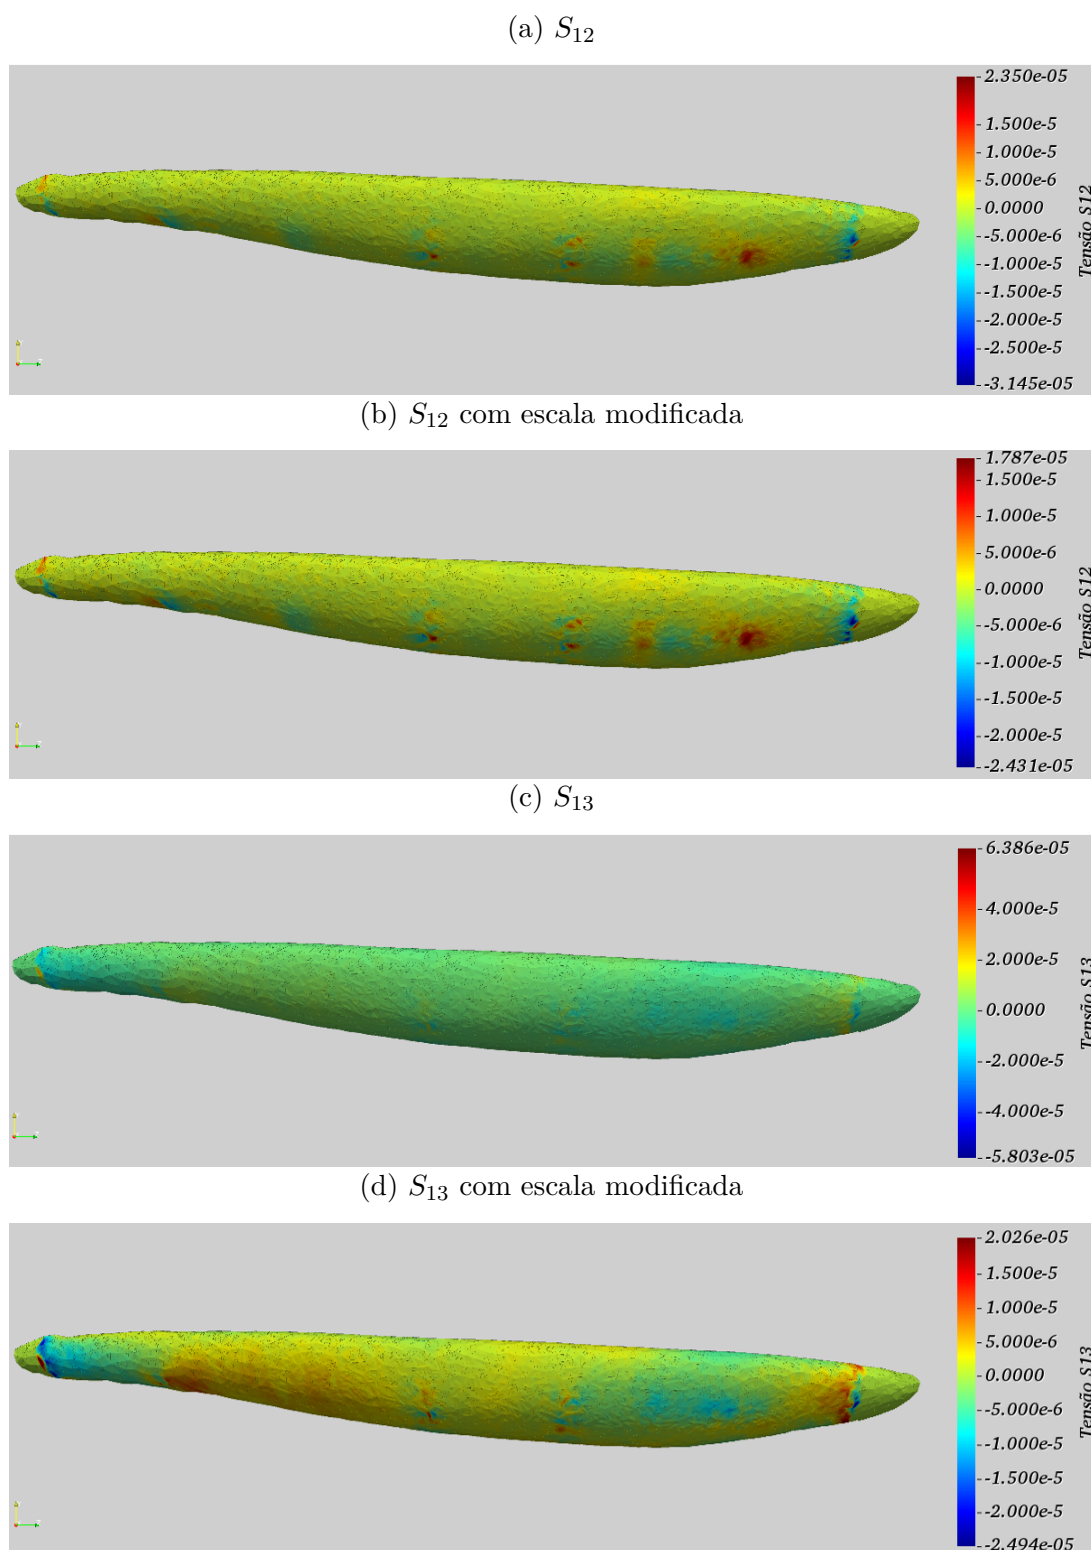 (a) S12
2.350e-05
1.500e-5
1.000e-5
5.000e-6
0.0000
-5.000e-6
-1.000e-5
-1.500e-5
-2.000e-5
-2.500e-5
-3.145e-05
Tensão S12
(b) S12 com escala modificada
1.787e-05
1.500e-5
1.000e-5
5.000e-6
0.0000
-5.000e-6
-1.000e-5
-1.500e-5
-2.000e-5
-2.431e-05
Tensão S12
(c) S13
6.386e-05
4.000e-5
2.000e-5
0.0000
-2.000e-5
-4.000e-5
-5.803e-05
Tensão S13
(d) S13 com escala modificada
2.026e-05
1.500e-5
1.000e-5
5.000e-6
0.0000
-5.000e-6
-1.000e-5
-1.500e-5
-2.000e-5
-2.494e-05
Tensão S13